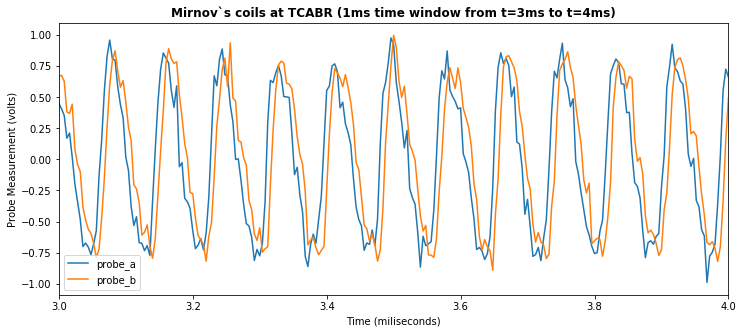 Mirnov`s coils at TCABR (1ms time window from t=3ms to t=4ms)
1.00
0.75
0.50
0.25
0.00
−0.25
−0.50
−0.75
−1.00
Probe Measurement (volts)
probe_a
probe_b
3.0 3.2 3.4 3.6 3.8 4.0
Time (miliseconds)